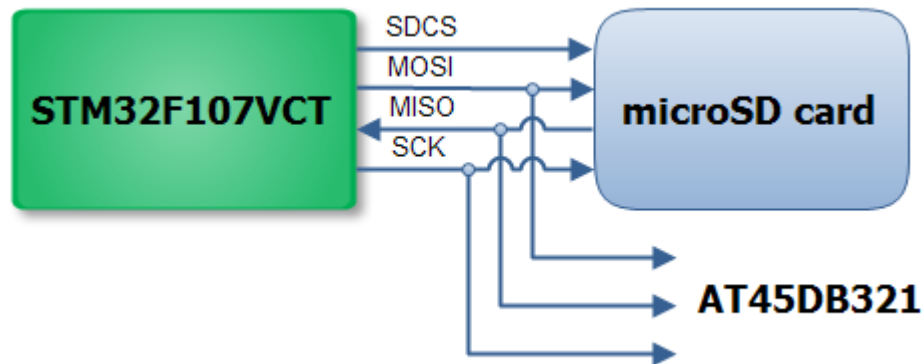 SDCS
MOSI
STM32F107VCT
MISO
microSD card
SCK
AT45DB321